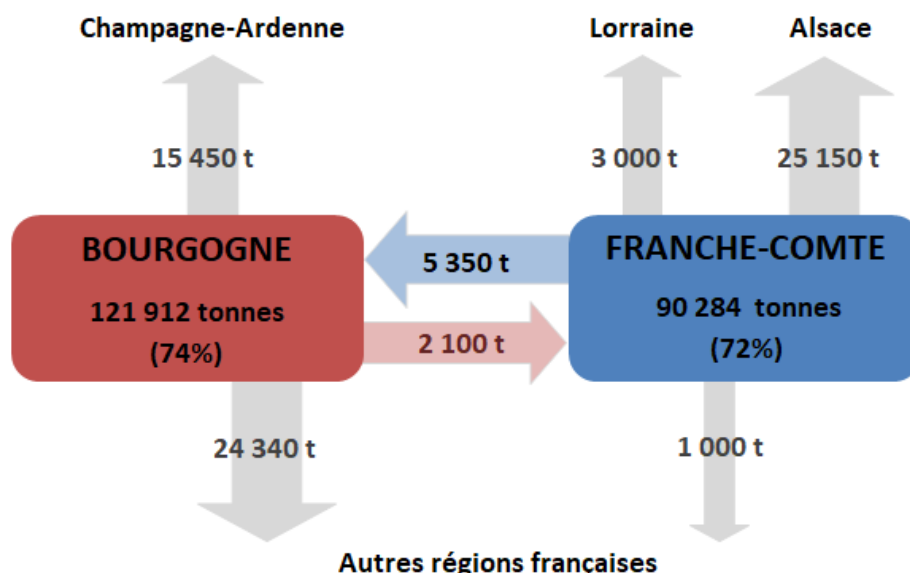 Champagne-Ardenne
Lorraine
Alsace
15 450 t
3 000 t
25 150 t
BOURGOGNE
121 912 tonnes
(74%)
5 350 t
2 100 t
FRANCHE-COMTE
90 284 tonnes
(72%)
24 340 t
1 000 t
Autres régions françaises